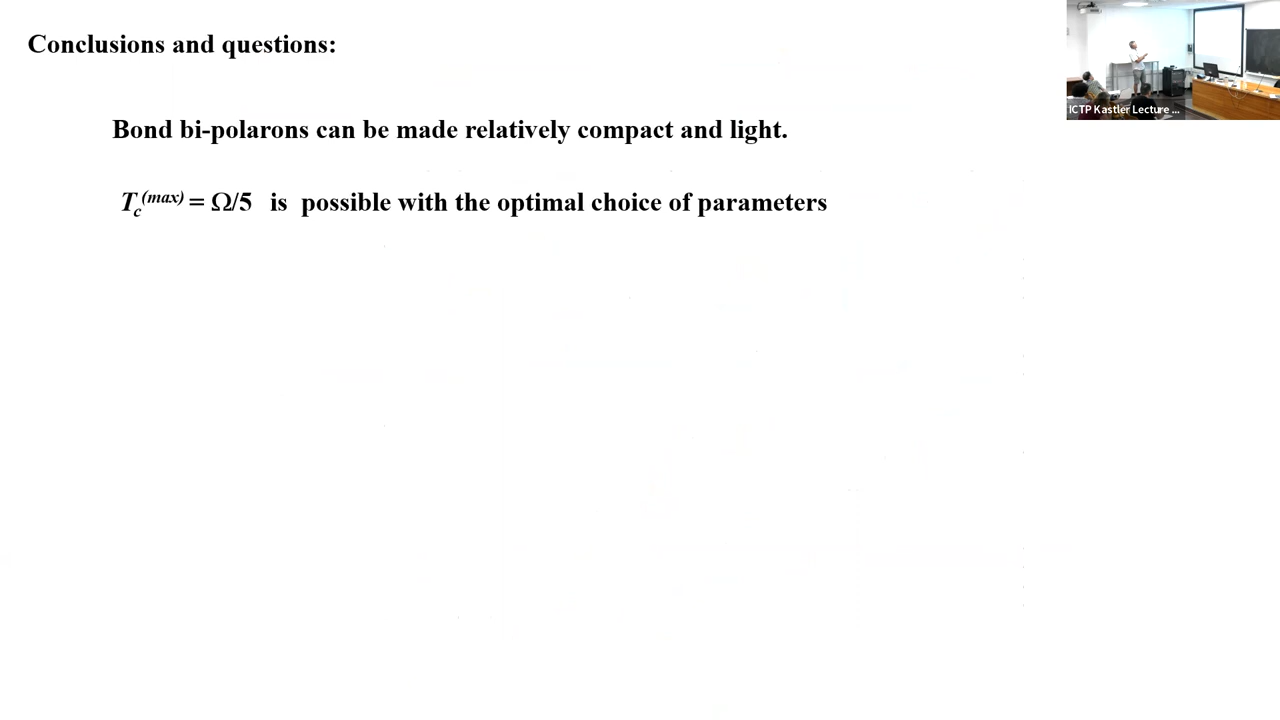 Conclusions and questions:
ICTP Kastler Lecture ...
Bond bi-polarons can be made relatively compact and light.
Tc(max) = Ω/5 is possible with the optimal choice of parameters